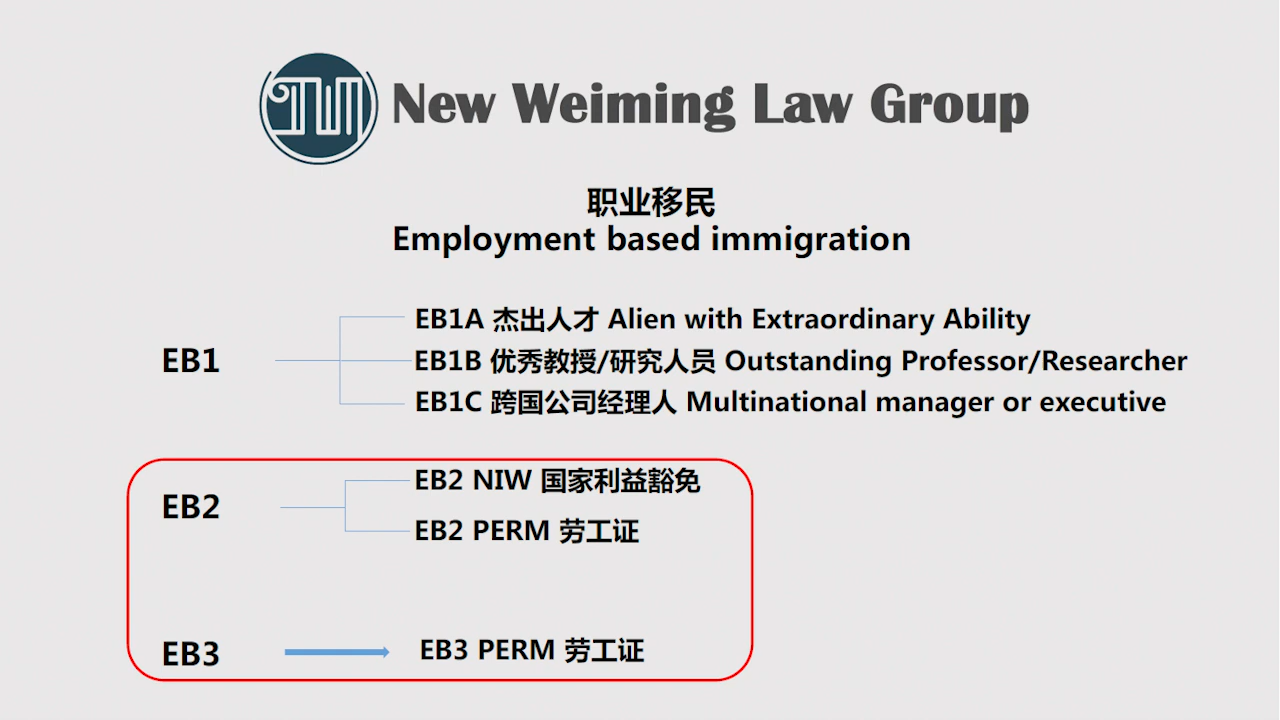 New Weiming Law Group
职业移民
Employment based immigration
EB1
EB1A 杰出人才 Alien with Extraordinary Ability
EB1B 优秀教授/研究人员 Outstanding Professor/Researcher
EB1C 跨国公司经理人 Multinational manager or executive
EB2
EB2 NIW 国家利益豁免
EB2 PERM 劳工证
EB3
EB3 PERM 劳工证